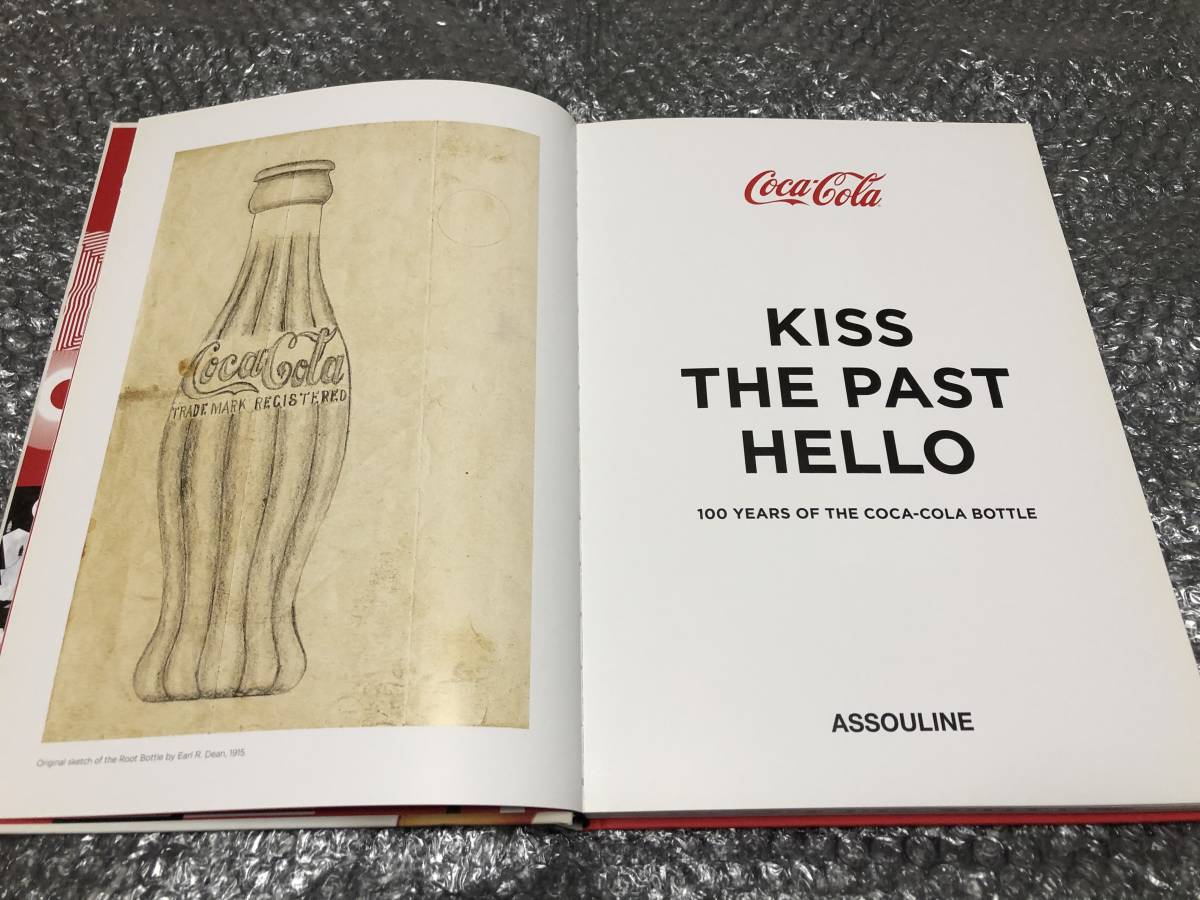 Coca-Cola
TRADE MARK REGISTERED
Original sketch of the Root Bottle by Earl R. Dean, 1915.
Coca-Cola
KISS
THE PAST
HELLO
100 YEARS OF THE COCA-COLA BOTTLE
ASSOULINE